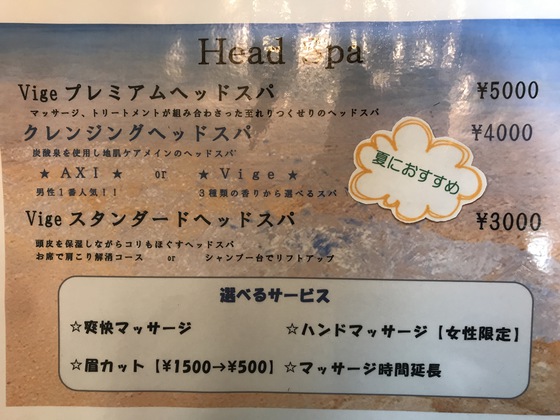 Head Spa
Vige プレミアムヘッドスパ ¥5000
マッサージ、トリートメントが組み合わさった至れりつくせりのヘッドスパ
クレンジングヘッドスパ ¥4000
炭酸泉を使用し地肌ケアメインのヘッドスパ
★ AXI ★ or ★ Vige ★
男性1番人気!! 3種類の香りから選べるスパ
夏におすすめ
Vige スタンダードヘッドスパ ¥3000
頭皮を保湿しながらコリもほぐすヘッドスパ
お席で肩こり解消コース or シャンプー台でリフトアップ
選べるサービス
☆爽快マッサージ ☆ハンドマッサージ【女性限定】
☆眉カット【¥1500→¥500】 ☆マッサージ時間延長